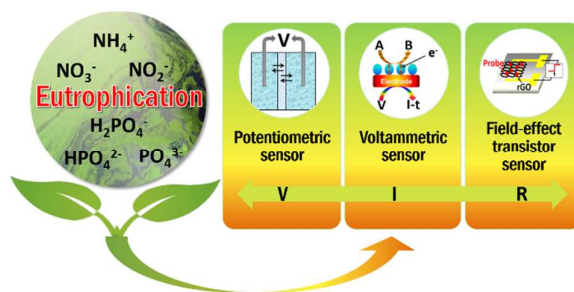 NH₄⁺
NO₃⁻ NO₂⁻
Eutrophication
H₂PO₄⁻
HPO₄²⁻ PO₄³⁻
V
A B
e⁻
Electrode
V I-t
Probe
rGO
Potentiometric
sensor
Voltammetric
sensor
Field-effect
transistor
sensor
V I R